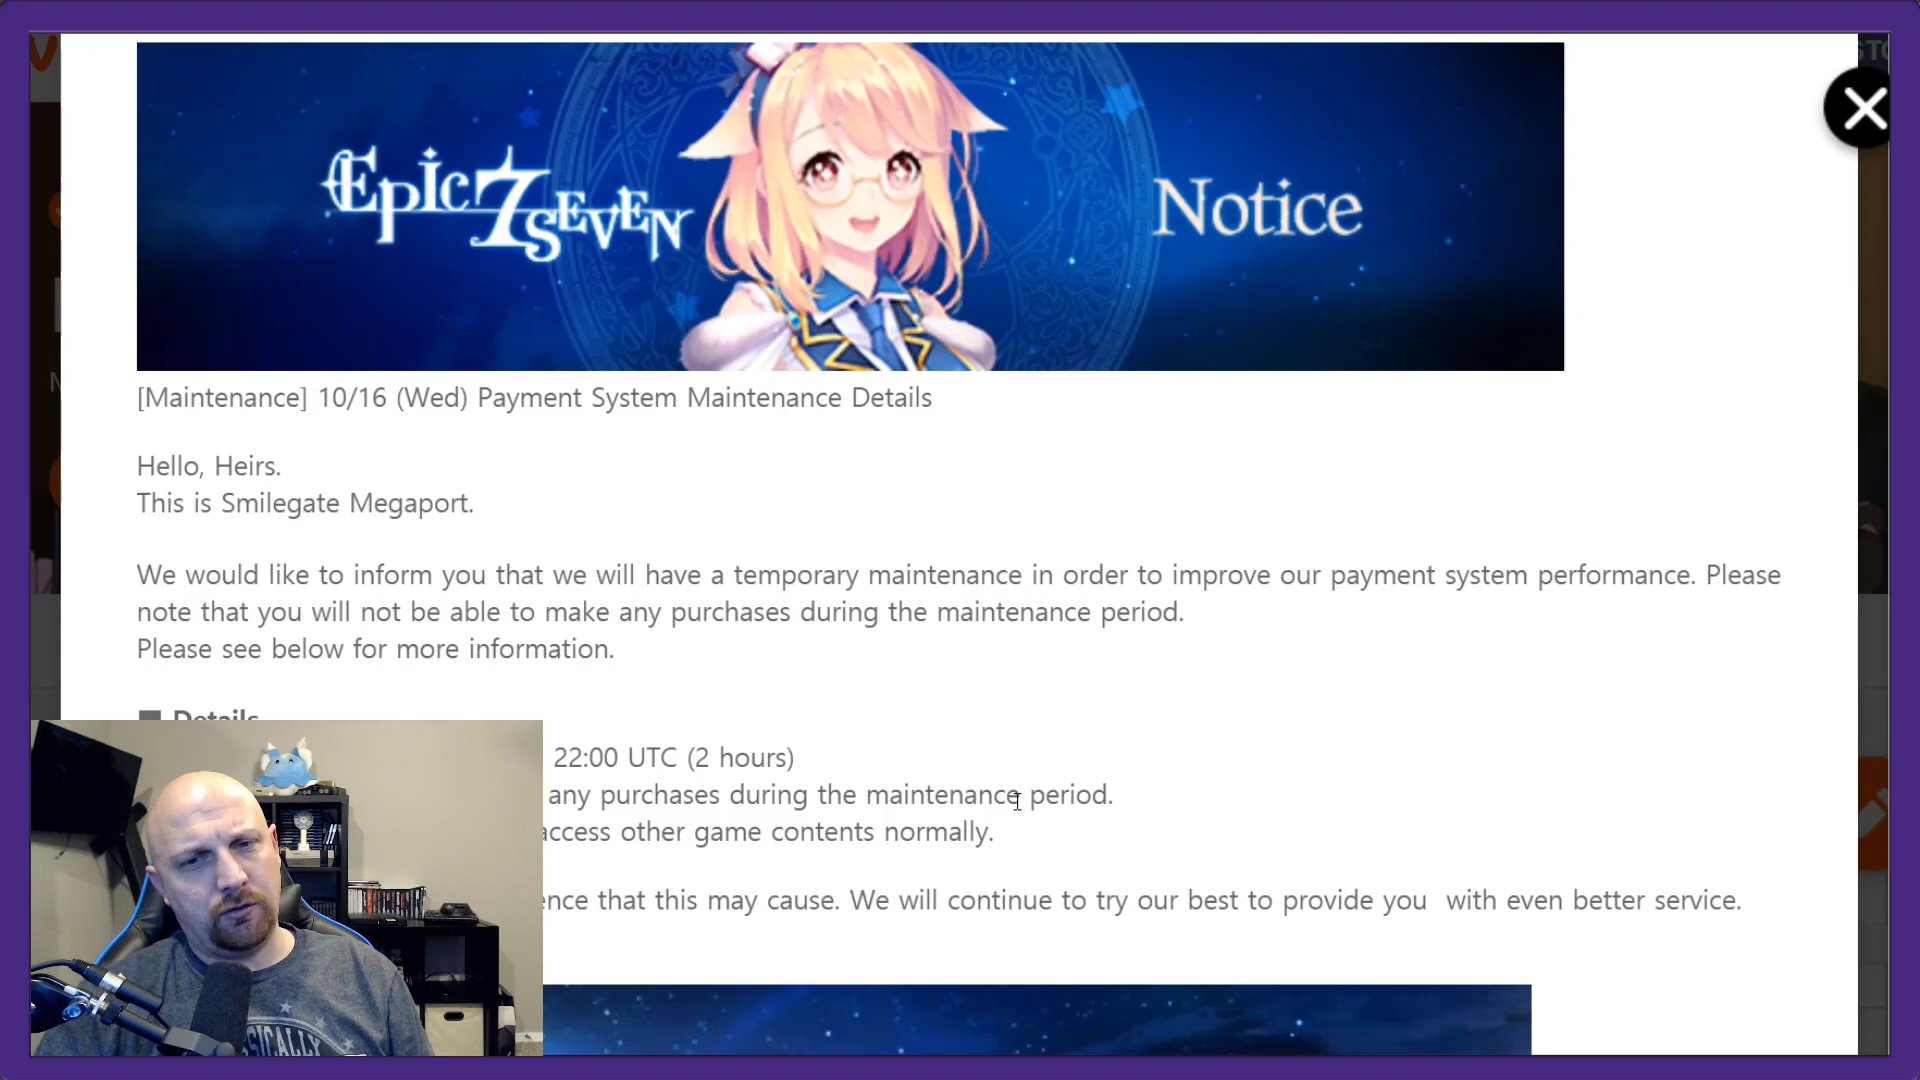 Epic 7 SEVEN
Notice
[Maintenance] 10/16 (Wed) Payment System Maintenance Details
Hello, Heirs.
This is Smilegate Megaport.
We would like to inform you that we will have a temporary maintenance in order to improve our payment system performance. Please
note that you will not be able to make any purchases during the maintenance period.
Please see below for more information.
■ Details
22:00 UTC (2 hours)
any purchases during the maintenance period.
access other game contents normally.
that this may cause. We will continue to try our best to provide you with even better service.